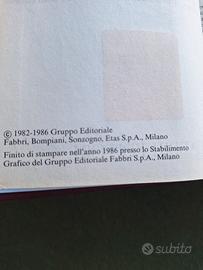 © 1982-1986 Gruppo Editoriale
Fabbri, Bompiani, Sonzogno, Etas S.p.A., Milano
Finito di stampare nell'anno 1986 presso lo Stabilimento
Grafico del Gruppo Editoriale Fabbri S.p.A., Milano
subito